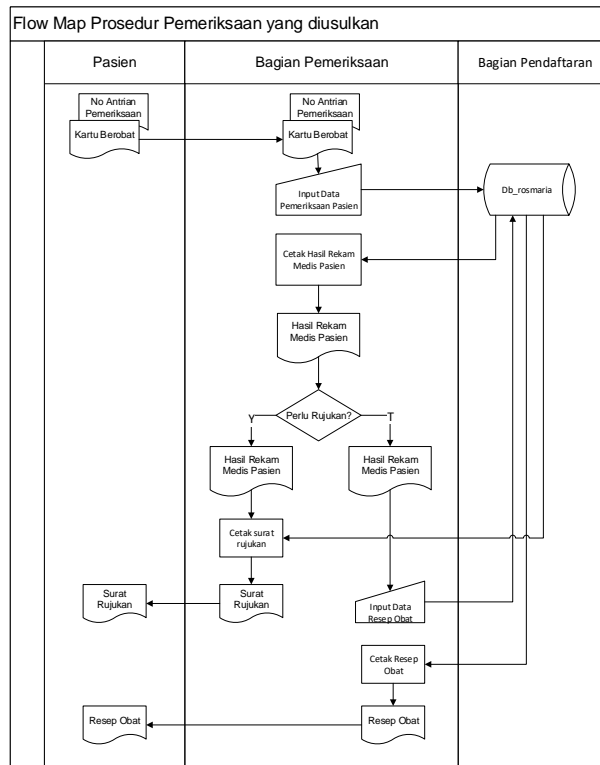 Flow Map Prosedur Pemeriksaan yang diusulkan
Pasien
Bagian Pemeriksaan
Bagian Pendaftaran
No Antrian
Pemeriksaan
Kartu Berobat
No Antrian
Pemeriksaan
Kartu Berobat
Input Data
Pemeriksaan Pasien
Db_rosmaria
Cetak Hasil Rekam
Medis Pasien
Hasil Rekam
Medis Pasien
Perlu Rujukan?
Y
T
Hasil Rekam
Medis Pasien
Hasil Rekam
Medis Pasien
Cetak surat
rujukan
Surat
Rujukan
Surat
Rujukan
Input Data
Resep Obat
Cetak Resep
Obat
Resep Obat
Resep Obat